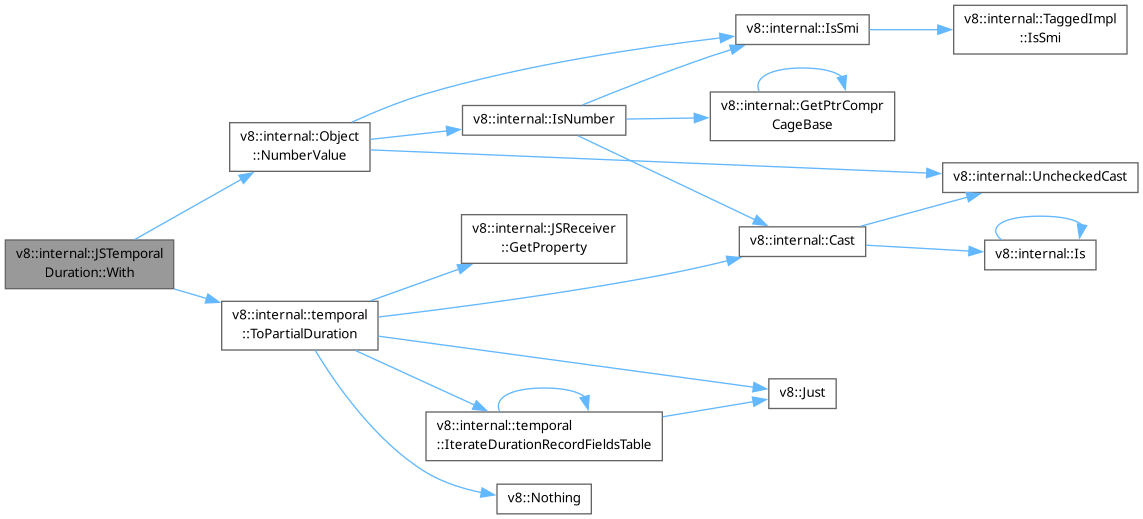 v8::internal::JSTemporal
Duration::With
v8::internal::Object
::NumberValue
v8::internal::IsNumber
v8::internal::IsSmi
v8::internal::TaggedImpl
::IsSmi
v8::internal::GetPtrCompr
CageBase
v8::internal::UncheckedCast
v8::internal::Cast
v8::internal::Is
v8::internal::JSReceiver
::GetProperty
v8::internal::temporal
::ToPartialDuration
v8::Just
v8::internal::temporal
::IterateDurationRecordFieldsTable
v8::Nothing